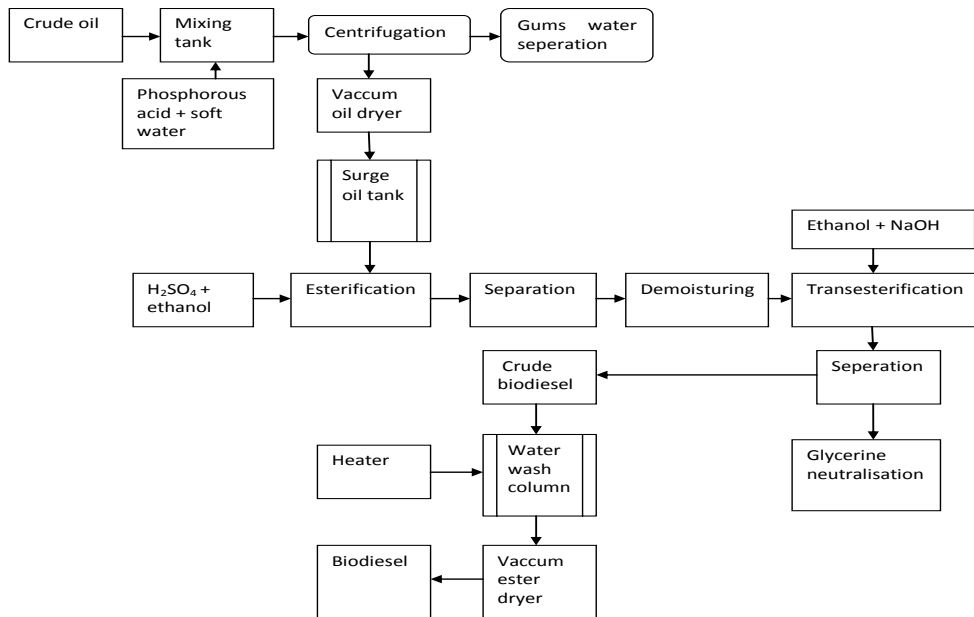 Crude oil
Mixing
tank
Centrifugation
Gums water
seperation
Phosphorous
acid + soft
water
Vaccum
oil dryer
Surge
oil tank
Ethanol + NaOH
H₂SO₄ +
ethanol
Esterification
Separation
Demoisturing
Transesterification
Crude
biodiesel
Seperation
Heater
Water
wash
column
Glycerine
neutralisation
Biodiesel
Vaccum
ester
dryer